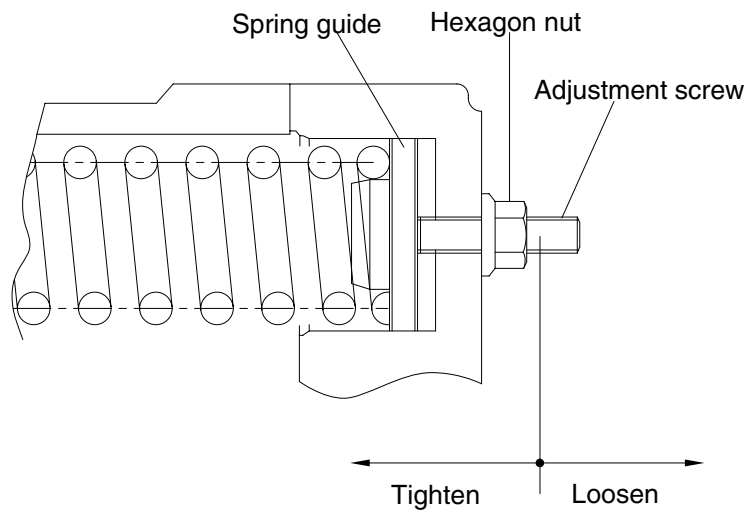 Spring guide
Hexagon nut
Adjustment screw
Tighten
Loosen